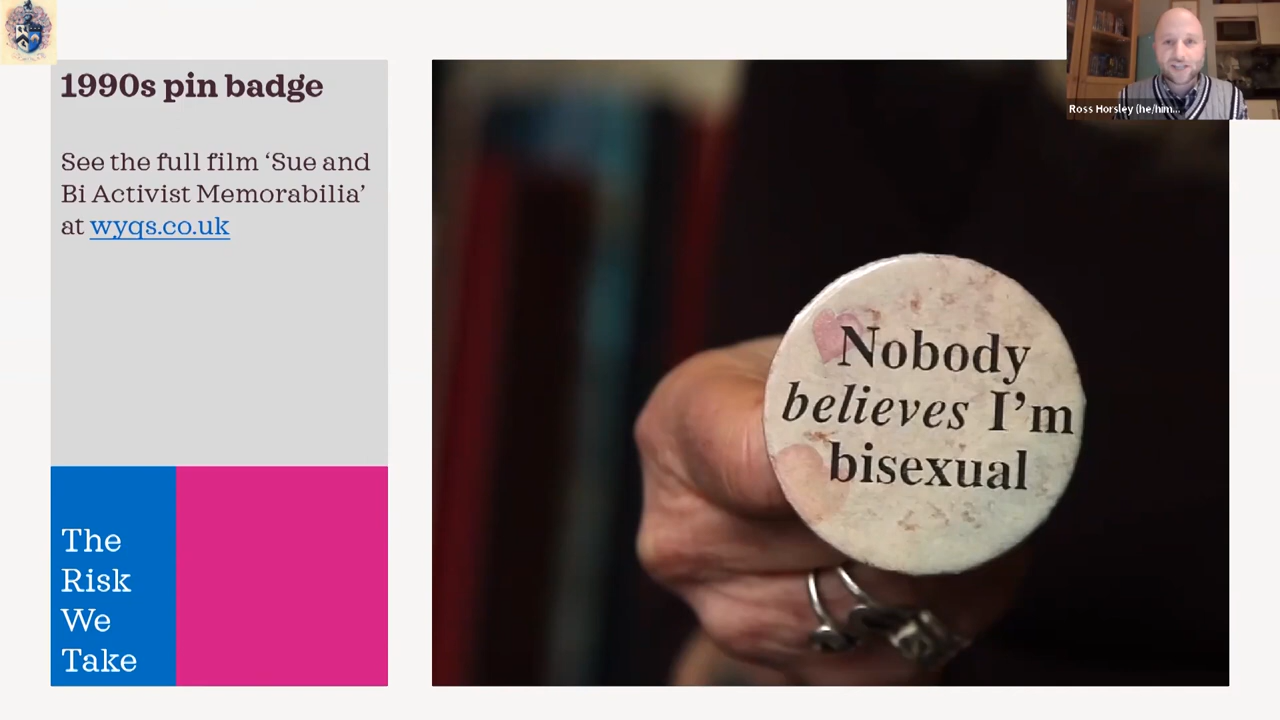 1990s pin badge
See the full film ‘Sue and
Bi Activist Memorabilia’
at wyqs.co.uk
The
Risk
We
Take
Nobody
believes I’m
bisexual
Ross Horsley (he/him...